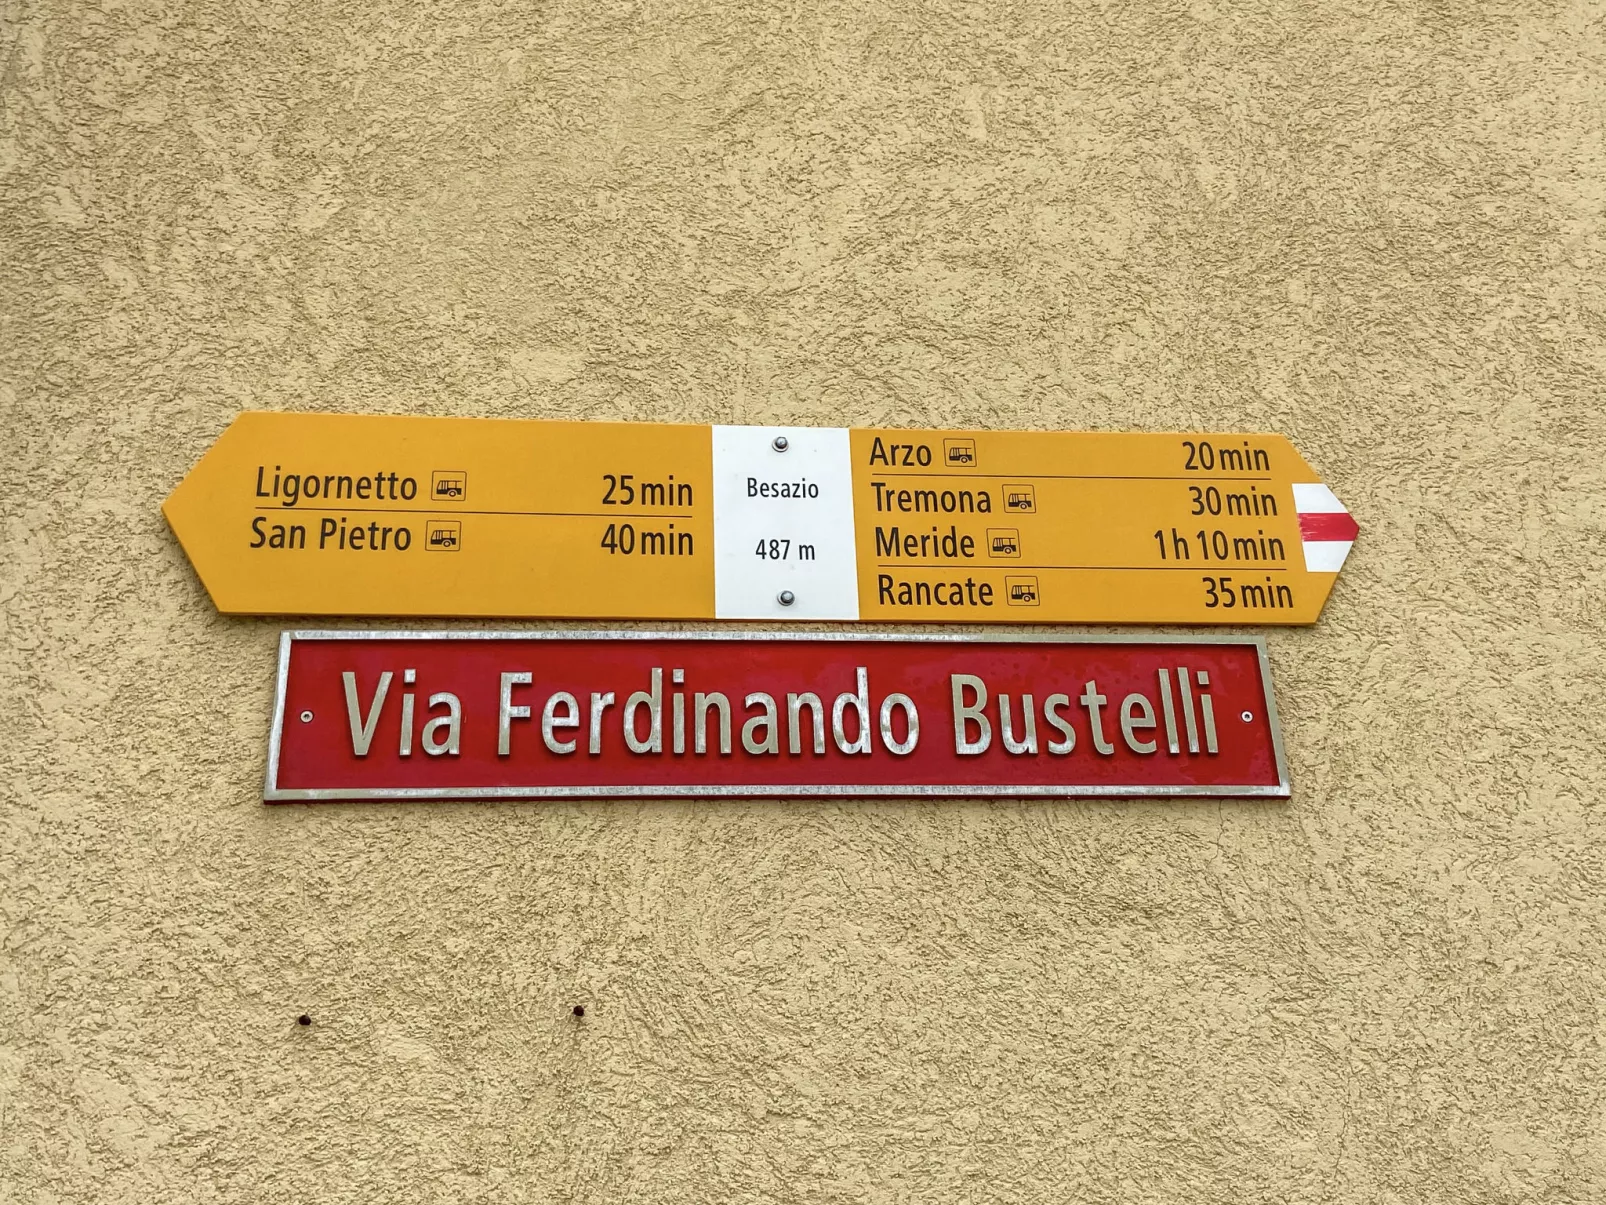 Ligornetto 25 min
San Pietro 40 min
Besazio
487 m
Arzo 20 min
Tremona 30 min
Meride 1 h 10 min
Rancate 35 min
Via Ferdinando Bustelli